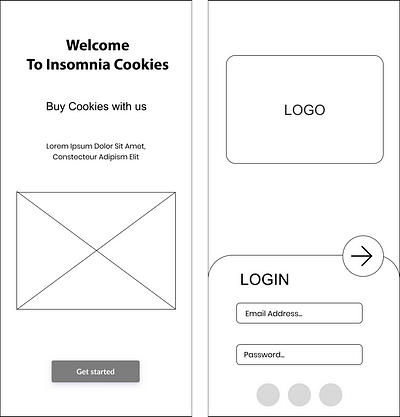 Welcome
To Insomnia Cookies
Buy Cookies with us
Lorem Ipsum Dolor Sit Amet,
Constecteur Adipism Elit
Get started
LOGO
LOGIN
Email Address...
Password...